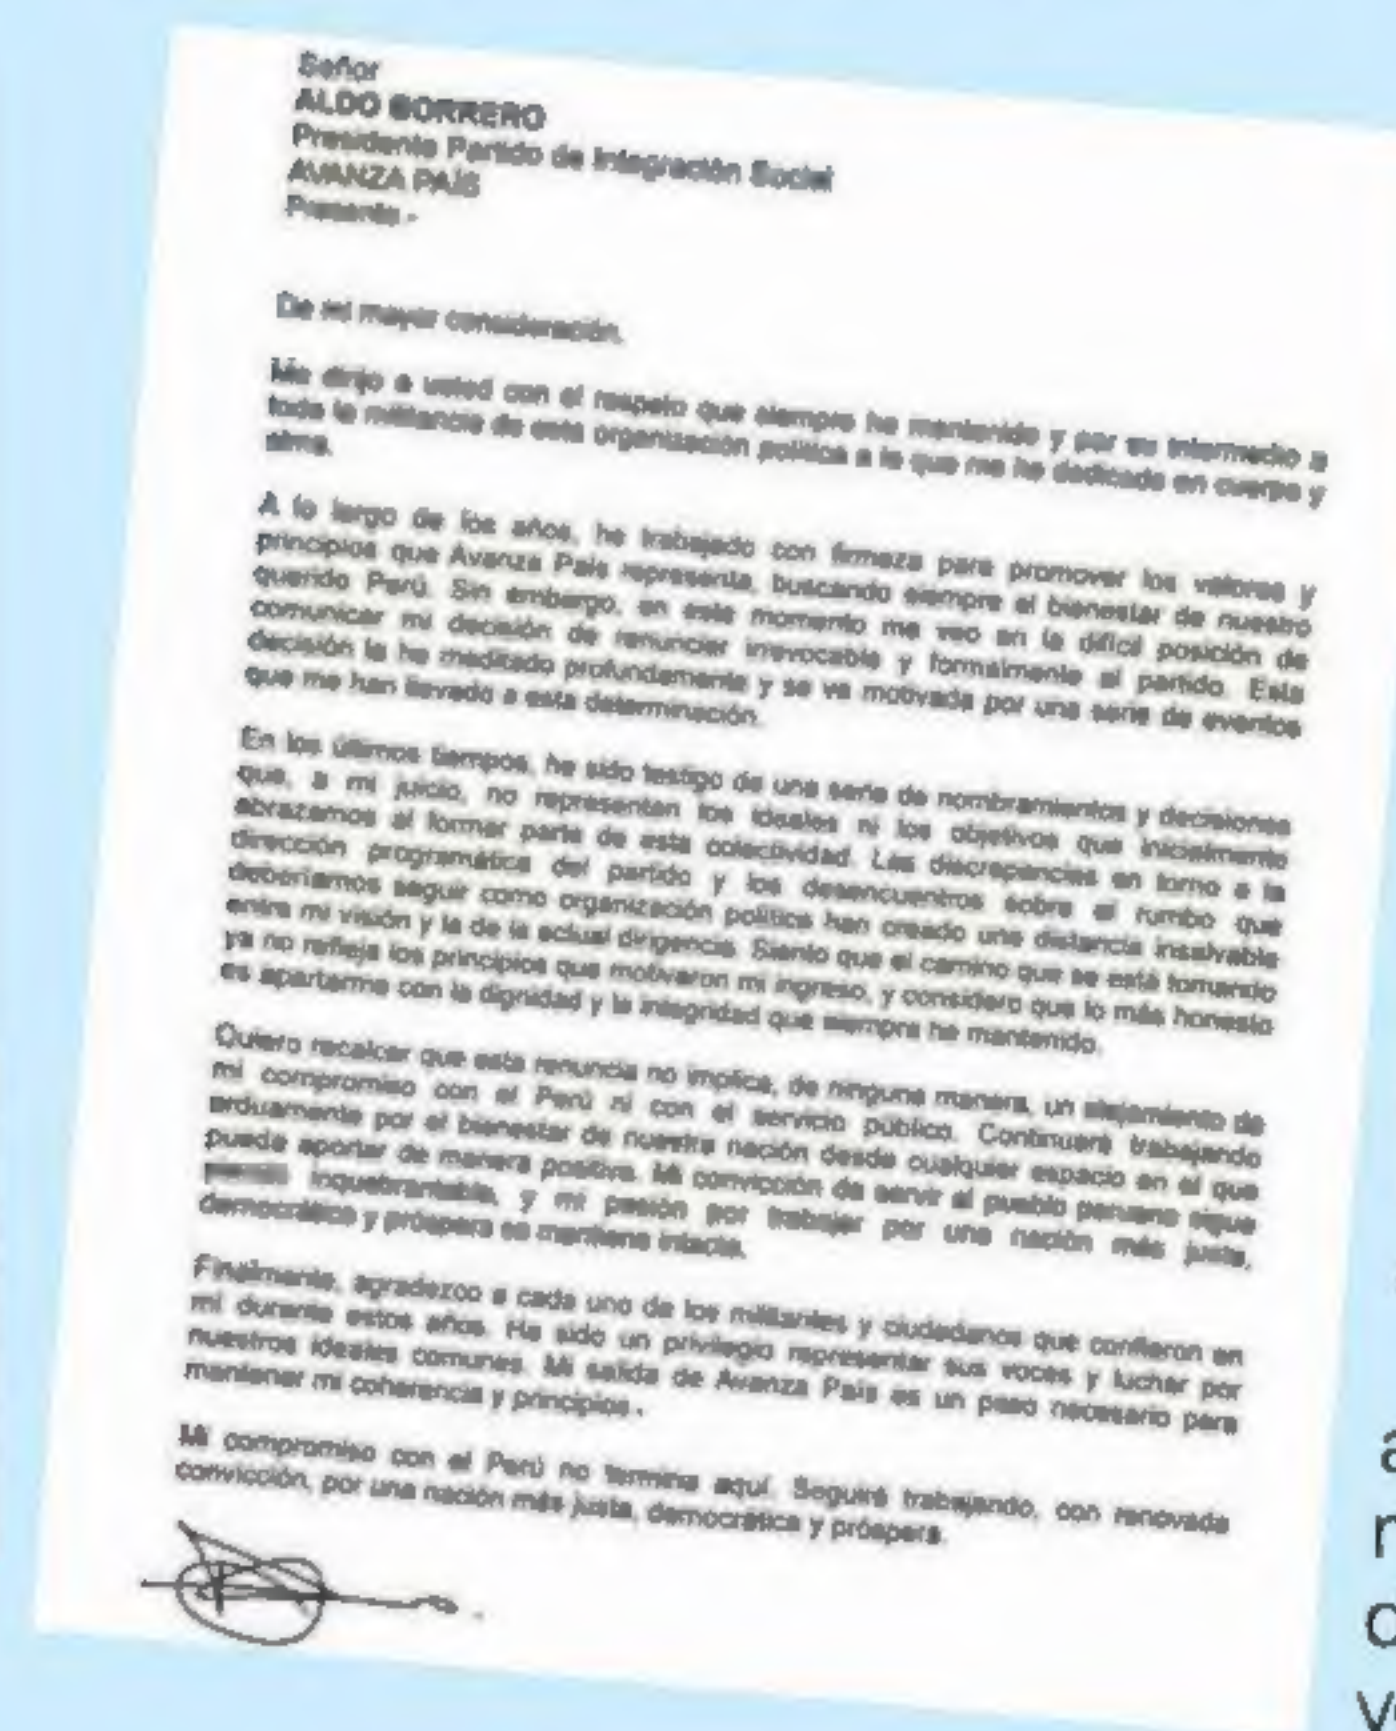 Señor
ALDO BORRERO
Presidente Partido de Integración Social
AVANZA PAÍS
Presente.-
De mi mayor consideración.
Me dirijo a usted con el respeto que siempre he mantenido y por su intermedio a
toda la militancia de esta organización política a la que me he dedicado en cuerpo y
alma.
A lo largo de los años, he trabajado con firmeza para promover los valores y
principios que Avanza País representa, buscando siempre el bienestar de nuestro
querido Perú. Sin embargo, en este momento me veo en la difícil posición de
comunicar mi decisión de renunciar irrevocable y formalmente al partido. Esta
decisión la he meditado profundamente y se va motivada por una serie de eventos
que me han llevado a esta determinación.
En los últimos tiempos, he sido testigo de una serie de nombramientos y decisiones
que, a mi juicio, no representan los ideales ni los objetivos que inicialmente
abrazamos al formar parte de esta colectividad. Las discrepancias en torno a la
dirección programática del partido y los desencuentros sobre el rumbo que
deberíamos seguir como organización política han creado una distancia insalvable
entre mi visión y la de la actual dirigencia. Siento que el camino que se está tomando
ya no refleja los principios que motivaron mi ingreso, y considero que lo más honesto
es apartarme con la dignidad y la integridad que siempre he mantenido.
Quiero recalcar que esta renuncia no implica, de ninguna manera, un alejamiento de
mi compromiso con el Perú ni con el servicio público. Continuaré trabajando
arduamente por el bienestar de nuestra nación desde cualquier espacio en el que
pueda aportar de manera positiva. Mi convicción de servir al pueblo peruano sigue
inquebrantable, y mi pasión por trabajar por una nación más justa,
democrática y próspera se mantiene intacta.
Finalmente, agradezco a cada uno de los militantes y ciudadanos que confiaron en
mí durante estos años. Ha sido un privilegio representar sus voces y luchar por
nuestros ideales comunes. Mi salida de Avanza País es un paso necesario para
mantener mi coherencia y principios.
Mi compromiso con el Perú no termina aquí. Seguiré trabajando, con renovada
convicción, por una nación más justa, democrática y próspera.